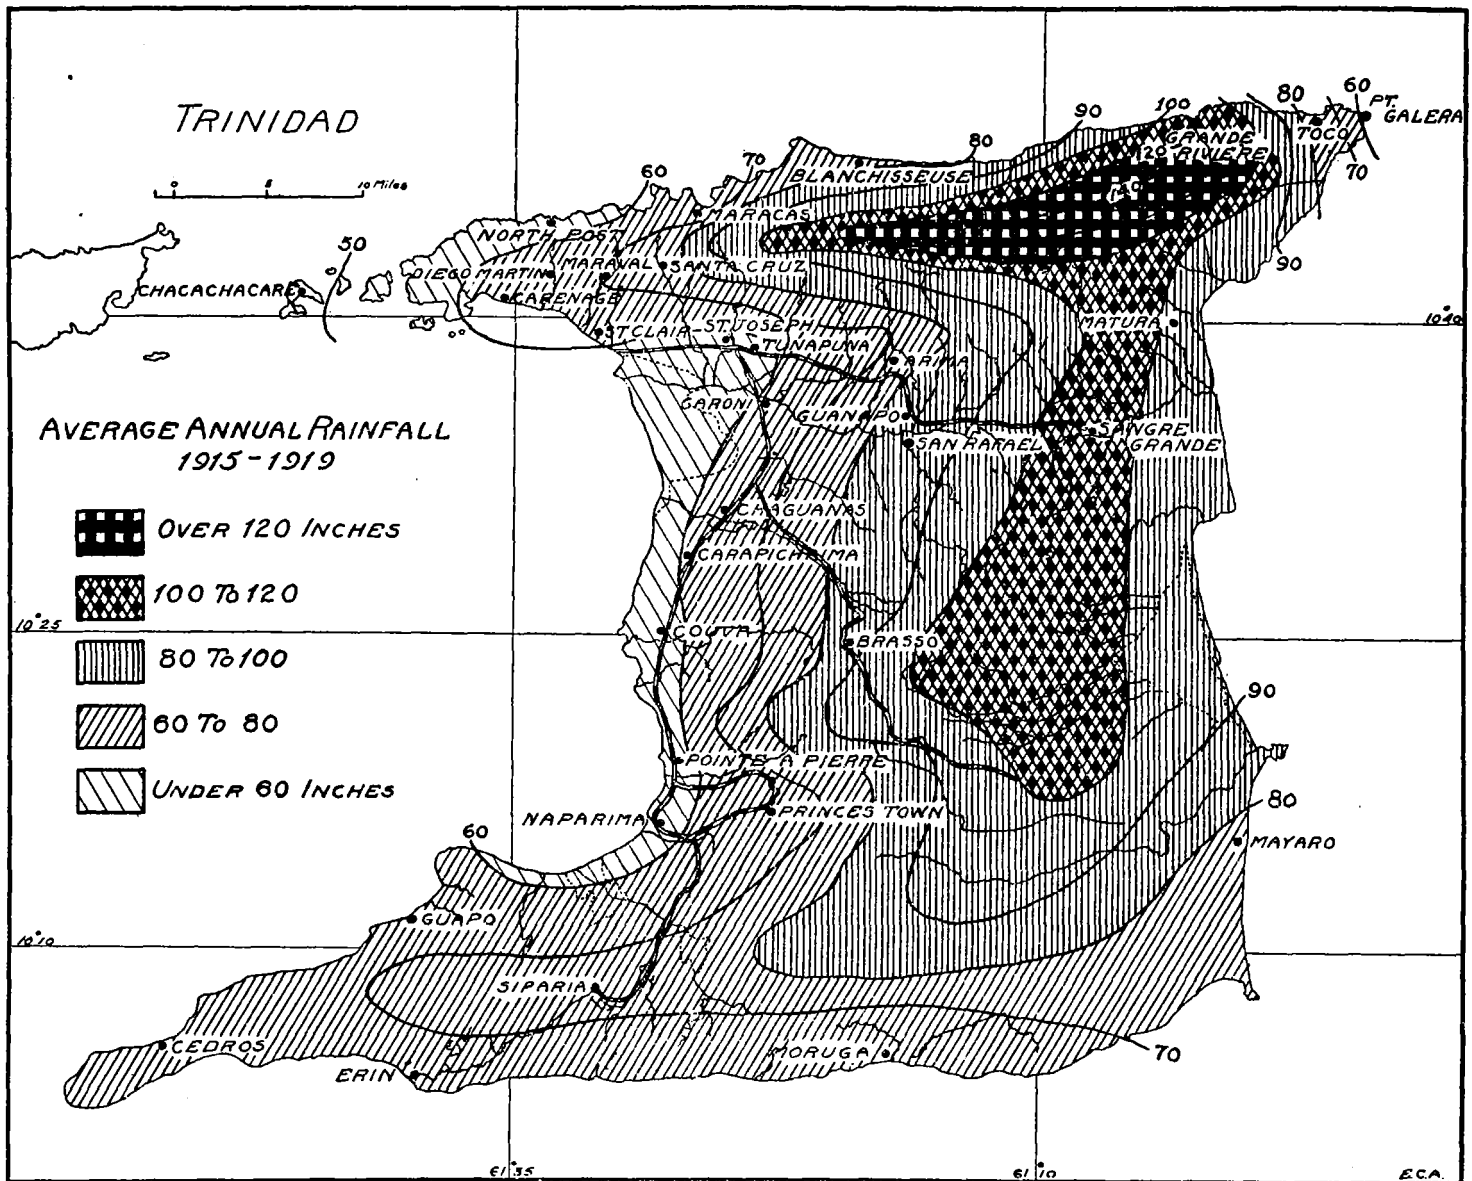 TRINIDAD
0 5 10 Miles
AVERAGE ANNUAL RAINFALL
1915-1919
OVER 120 INCHES
100 To 120
80 To 100
60 To 80
UNDER 60 INCHES
50
60
70
80
90
100
80
60
PT.
GALERA
TOCO
70
GRANDE
RIVIERE
120
140
90
BLANCHISSEUSE
MARACAS
NORTH POST
DIEGO MARTIN
MARAVAL
SANTA CRUZ
CHACACHACARE
CARENAGE
ST CLAIR
ST. JOSEPH
TUNAPUNA
MATURA
10°40
ARIMA
CARONI
GUANAPO
SAN RAFAEL
SANGRE
GRANDE
CHAGUANAS
CARAPICHAIMA
10°25
COUVA
BRASSO
90
POINTE A PIERRE
80
NAPARIMA
PRINCES TOWN
MAYARO
60
GUAPO
10°10
SIPARIA
CEDROS
ERIN
MORUGA
70
61°35
61°10
E.C.A.